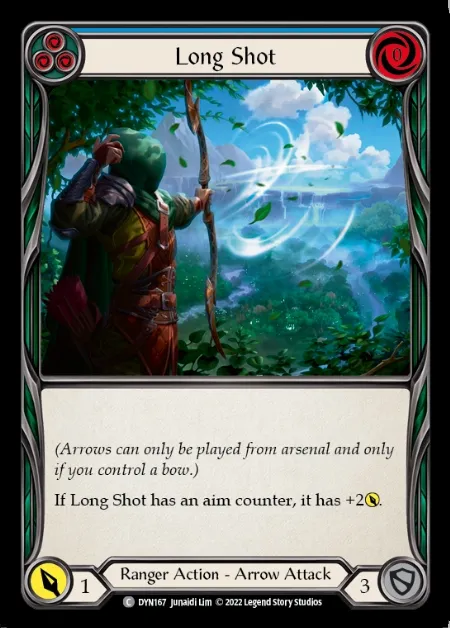 0
Long Shot
(Arrows can only be played from arsenal and only
if you control a bow.)
If Long Shot has an aim counter, it has +2.
1
Ranger Action - Arrow Attack
3
C DYN167 Junaidi Lim © 2022 Legend Story Studios